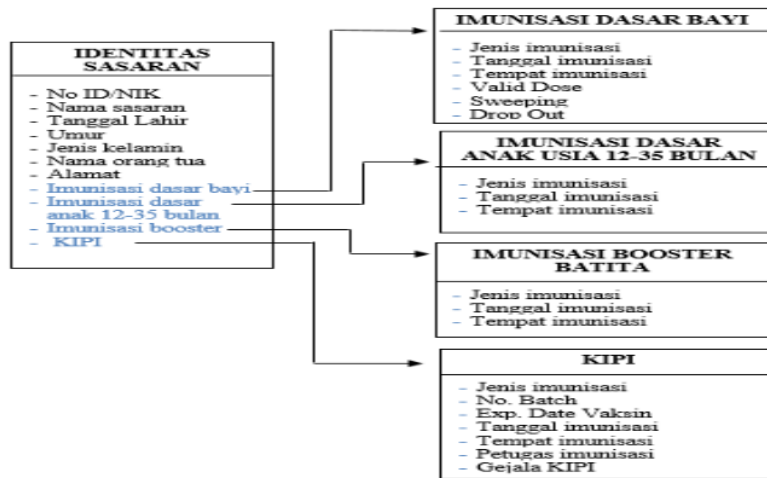 IDENTITAS
SASARAN
- No ID/NIK
- Nama sasaran
- Tanggal Lahir
- Umur
- Jenis kelamin
- Nama orang tua
- Alamat
- Imunisasi dasar bayi
- Imunisasi dasar
anak 12-35 bulan
- Imunisasi booster
- KIPI
IMUNISASI DASAR BAYI
- Jenis imunisasi
- Tanggal imunisasi
- Tempat imunisasi
- Valid Dose
- Sweeping
- Drop Out
IMUNISASI DASAR
ANAK USIA 12-35 BULAN
- Jenis imunisasi
- Tanggal imunisasi
- Tempat imunisasi
IMUNISASI BOOSTER
BATITA
- Jenis imunisasi
- Tanggal imunisasi
- Tempat imunisasi
KIPI
- Jenis imunisasi
- No. Batch
- Exp. Date Vaksin
- Tanggal imunisasi
- Tempat imunisasi
- Petugas imunisasi
- Gejala KIPI